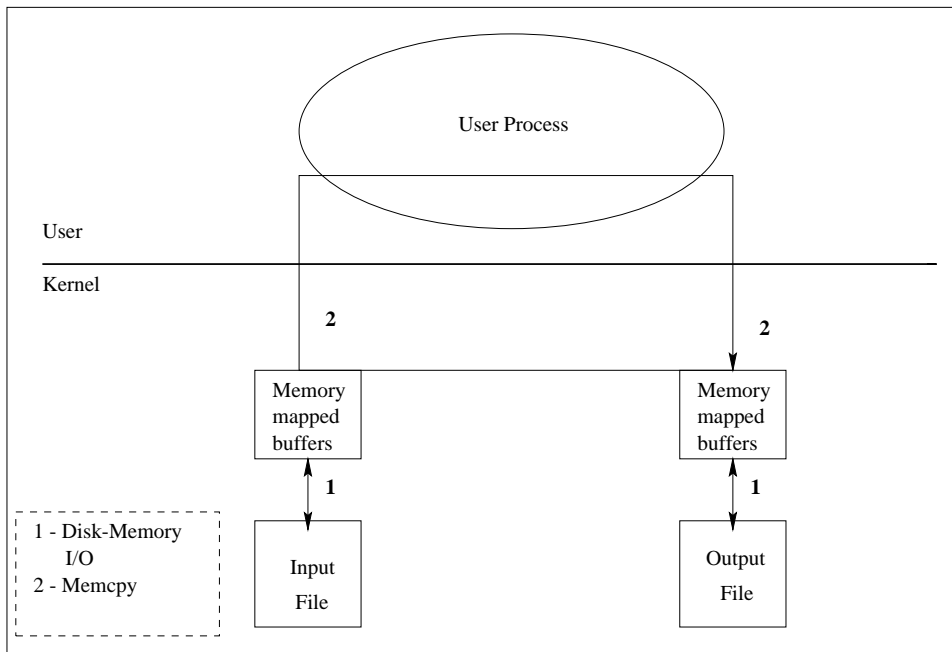 User Process
User
Kernel
2
2
Memory
mapped
buffers
Memory
mapped
buffers
1
1
1 - Disk-Memory
I/O
2 - Memcpy
Input
File
Output
File